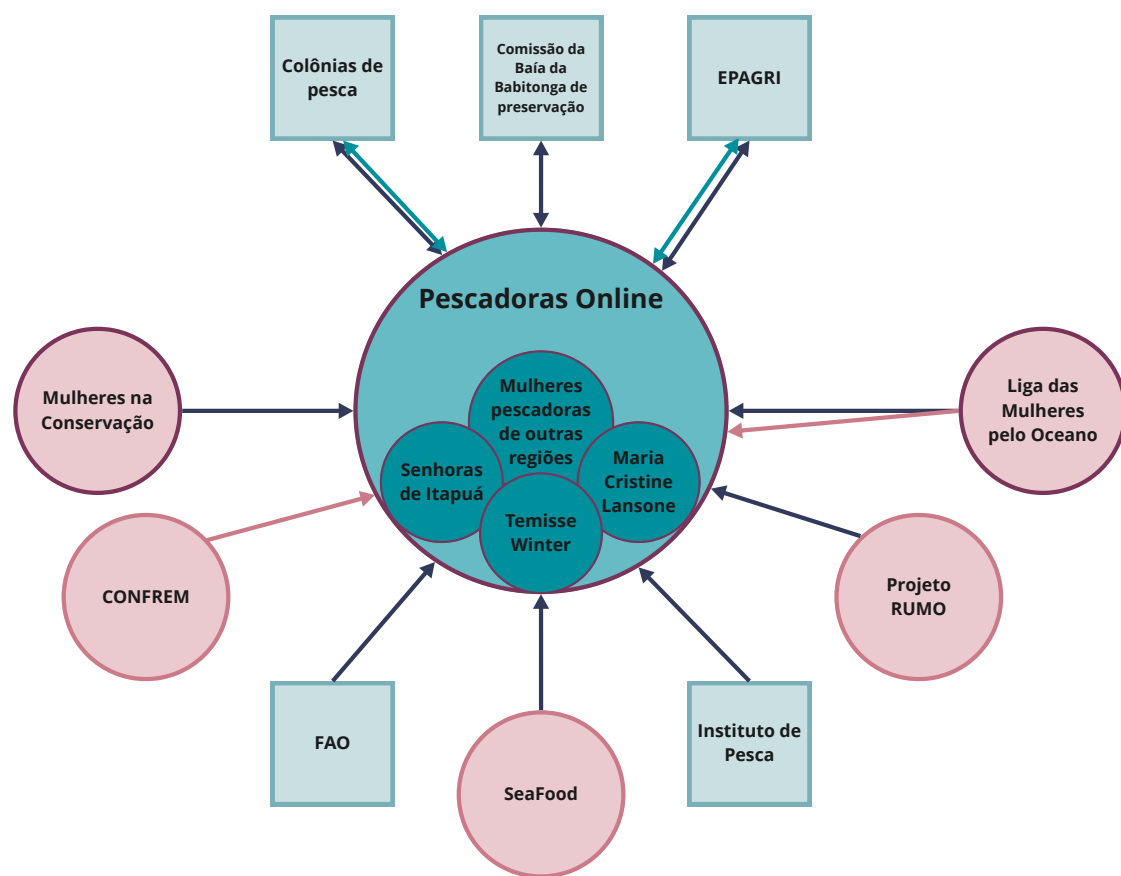 Colônias de
pesca
Comissão da
Baía da
Babitonga de
preservação
EPAGRI
Pescadoras Online
Mulheres na
Conservação
Mulheres
pescadoras
de outras
regiões
Senhoras
de Itapuá
Maria
Cristine
Lansone
Temisse
Winter
Liga das
Mulheres
pelo Oceano
CONFREM
Projeto
RUMO
FAO
SeaFood
Instituto de
Pesca